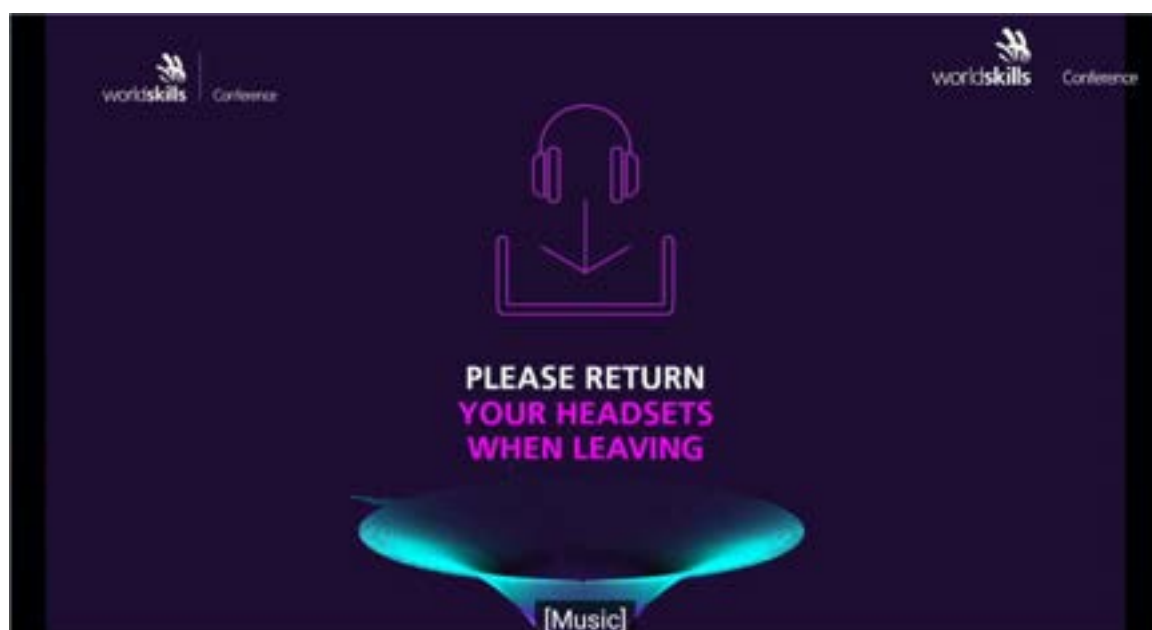 worldskills Conference
worldskills Conference
PLEASE RETURN
YOUR HEADSETS
WHEN LEAVING
[Music]